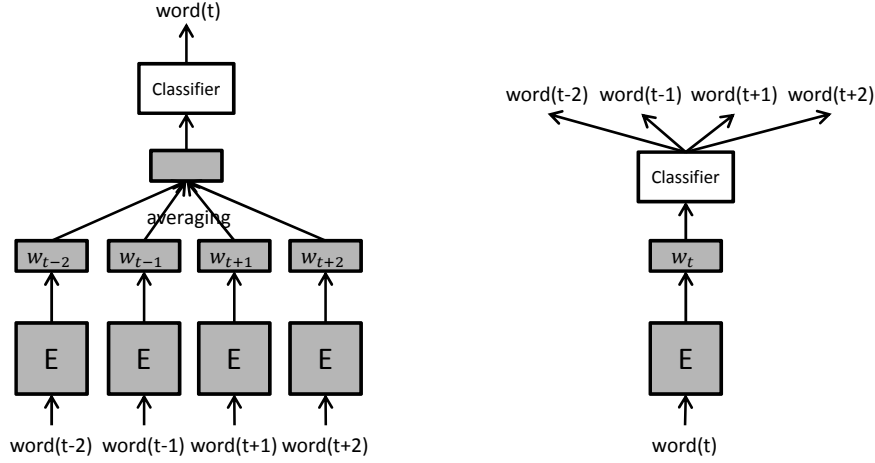 word(t)
Classifier
averaging
w_{t−2} w_{t−1} w_{t+1} w_{t+2}
E E E E
word(t-2) word(t-1) word(t+1) word(t+2)
word(t-2) word(t-1) word(t+1) word(t+2)
Classifier
w_t
E
word(t)